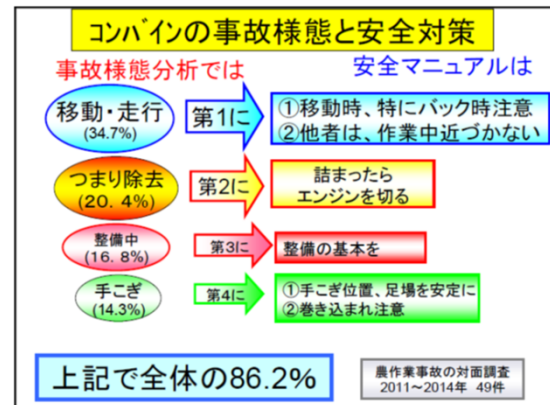 コンバインの事故様態と安全対策
事故様態分析では
安全マニュアルは
移動・走行
(34.7%)
第1に
①移動時、特にバック時注意
②他者は、作業中近づかない
つまり除去
(20.4%)
第2に
詰まったら
エンジンを切る
整備中
(16.8%)
第3に
整備の基本を
手こぎ
(14.3%)
第4に
①手こぎ位置、足場を安定に
②巻き込まれ注意
上記で全体の86.2%
農作業事故の対面調査
2011～2014年 49件